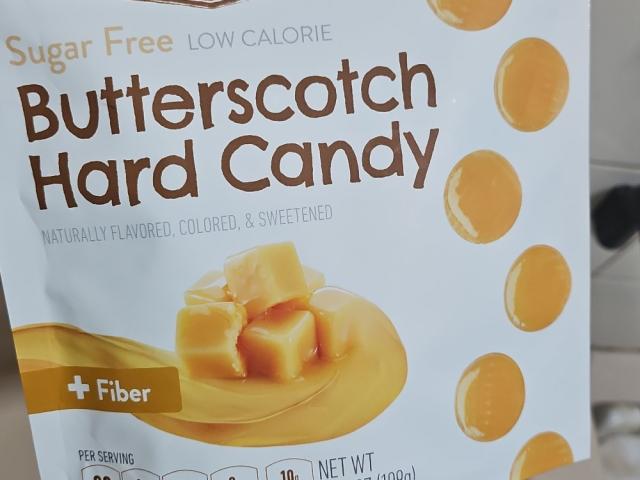 Sugar Free LOW CALORIE
Butterscotch
Hard Candy
NATURALLY FLAVORED, COLORED, & SWEETENED
+ Fiber
PER SERVING
10g
NET WT